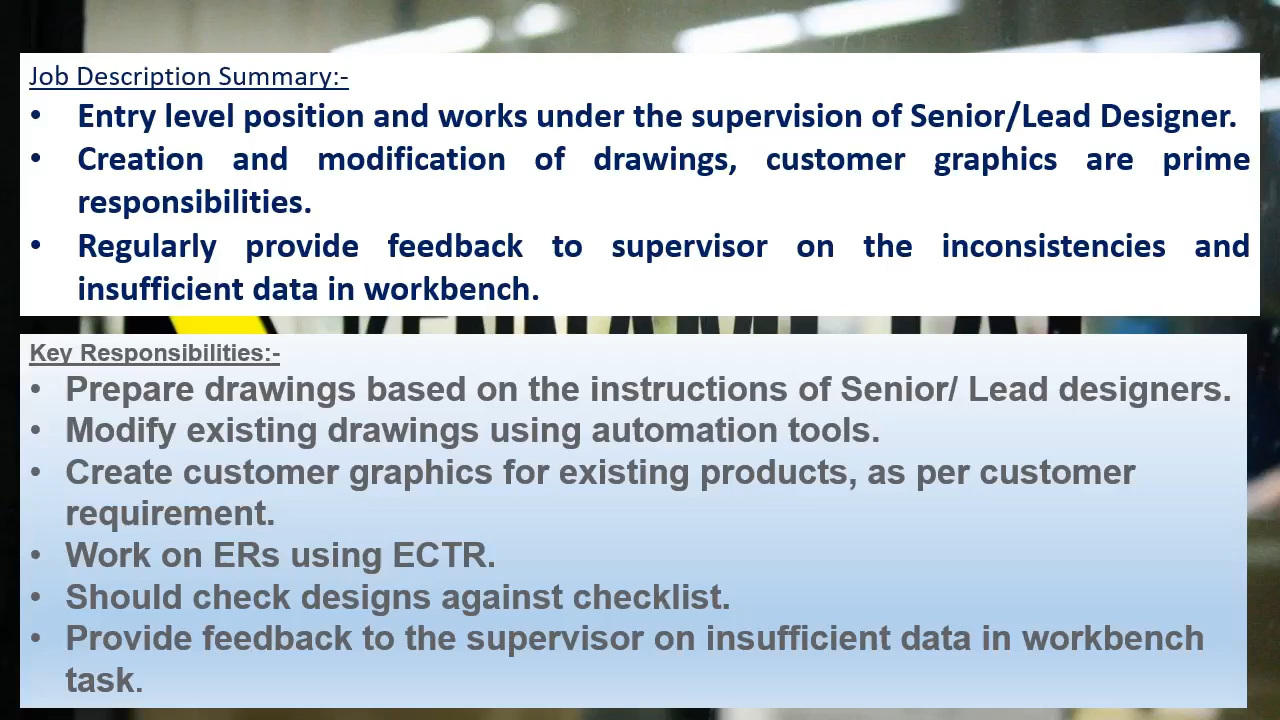 Job Description Summary:-
• Entry level position and works under the supervision of Senior/Lead Designer.
• Creation and modification of drawings, customer graphics are prime
responsibilities.
• Regularly provide feedback to supervisor on the inconsistencies and
insufficient data in workbench.
Key Responsibilities:-
• Prepare drawings based on the instructions of Senior/ Lead designers.
• Modify existing drawings using automation tools.
• Create customer graphics for existing products, as per customer
requirement.
• Work on ERs using ECTR.
• Should check designs against checklist.
• Provide feedback to the supervisor on insufficient data in workbench
task.